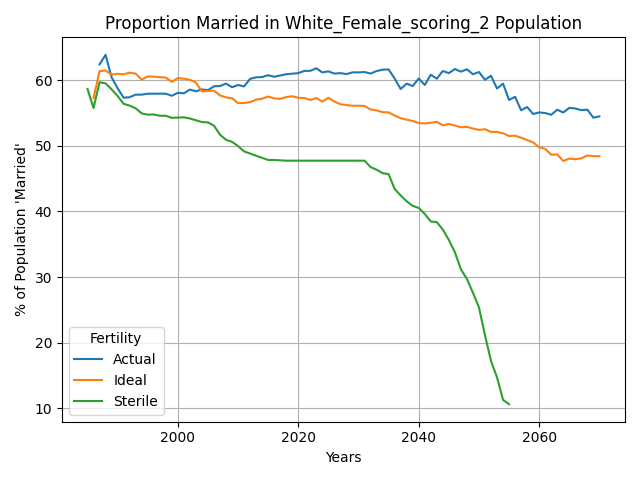 Proportion Married in White_Female_scoring_2 Population
% of Population 'Married'
60
50
40
30
20
10
Fertility
Actual
Ideal
Sterile
2000
2020
2040
2060
Years